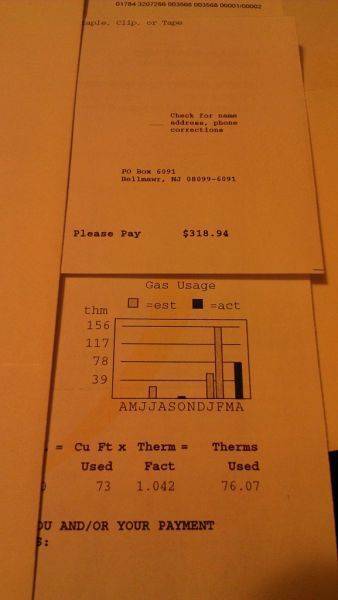 01784 3207266 003566 003566 00001/00002
aple, Clip, or Tape
Check for name
address, phone
corrections
PO Box 6091
Bellmawr, NJ 08099-6091
Please Pay $318.94
Gas Usage
=est =act
thm
156
117
78
39
AMJJASONDJFMA
= Cu Ft x Therm = Therms
Used Fact Used
73 1.042 76.07
OU AND/OR YOUR PAYMENT
S: